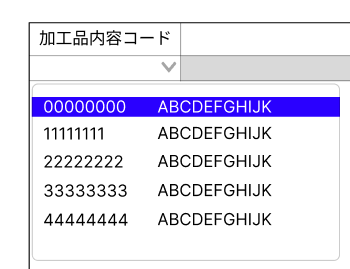 加工品内容コード
00000000 ABCDEFGHIJK
11111111 ABCDEFGHIJK
22222222 ABCDEFGHIJK
33333333 ABCDEFGHIJK
44444444 ABCDEFGHIJK